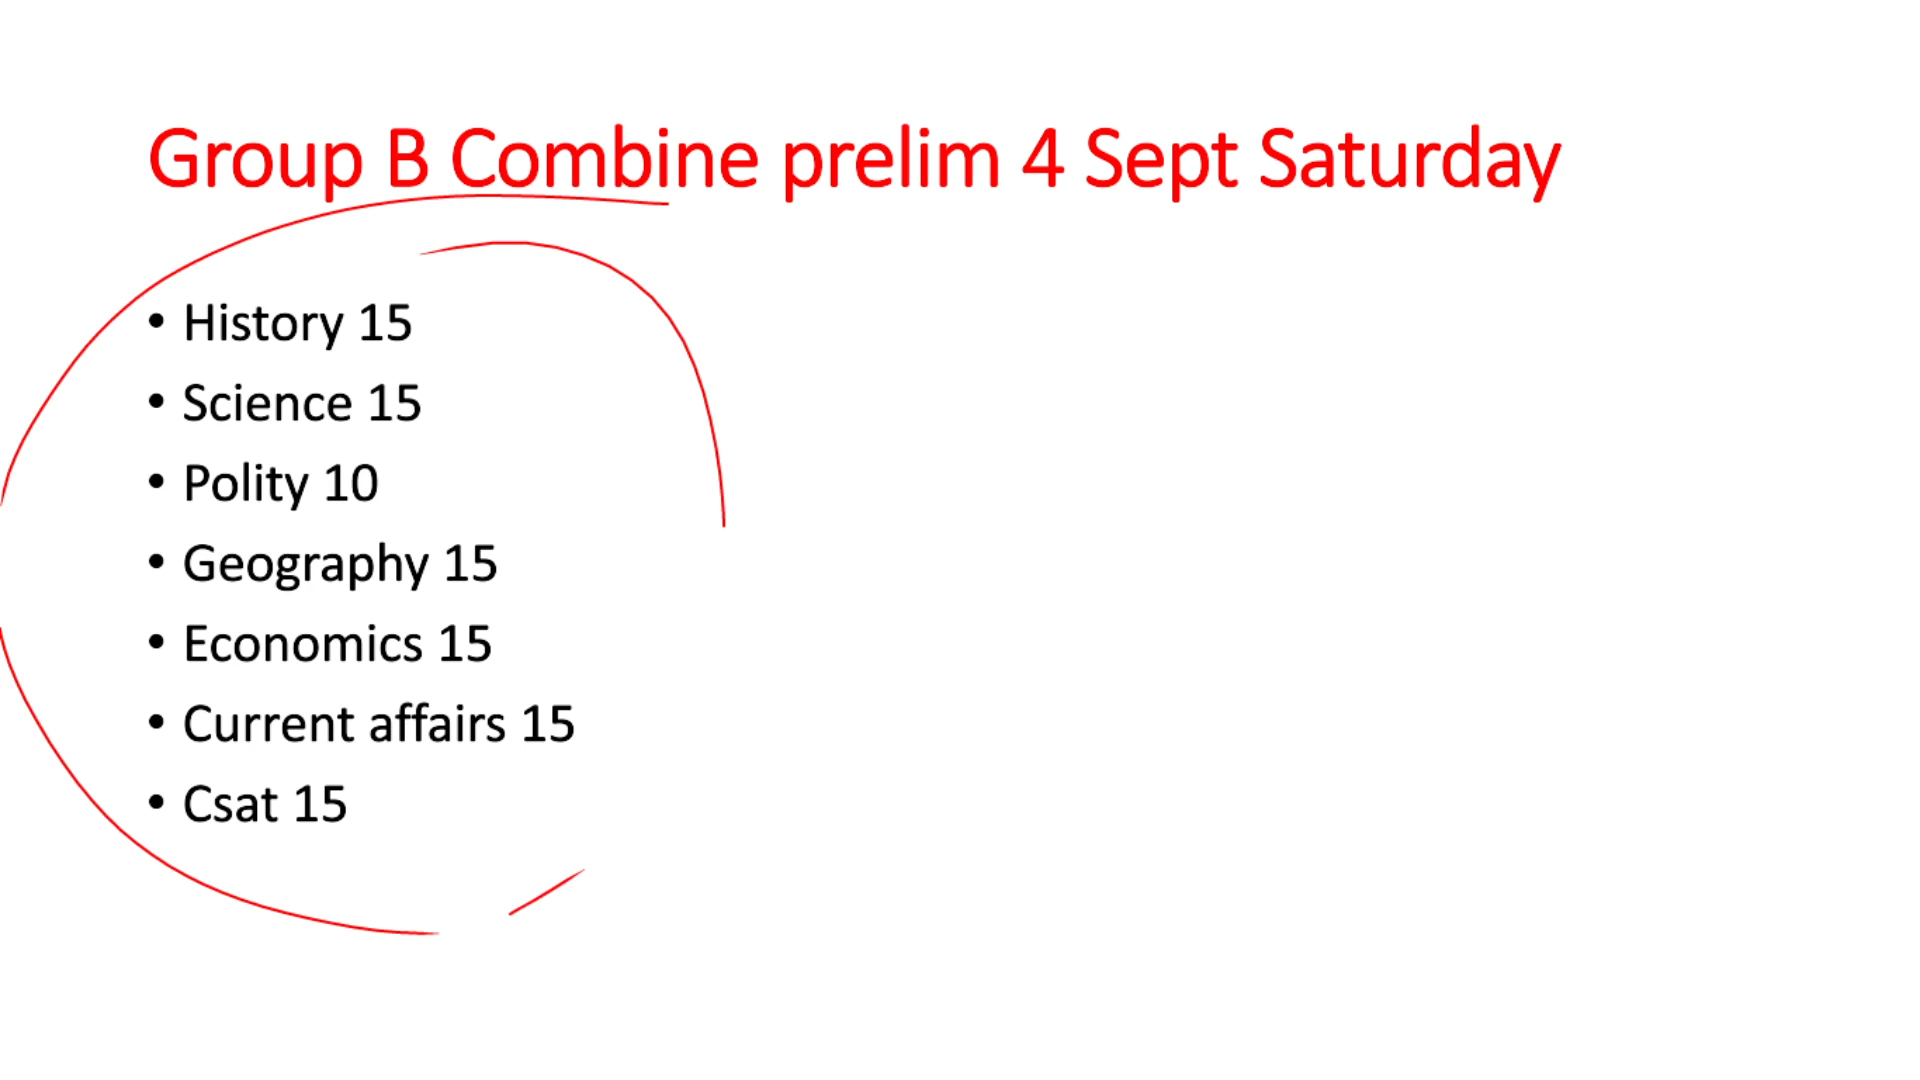 Group B Combine prelim 4 Sept Saturday
• History 15
• Science 15
• Polity 10
• Geography 15
• Economics 15
• Current affairs 15
• Csat 15